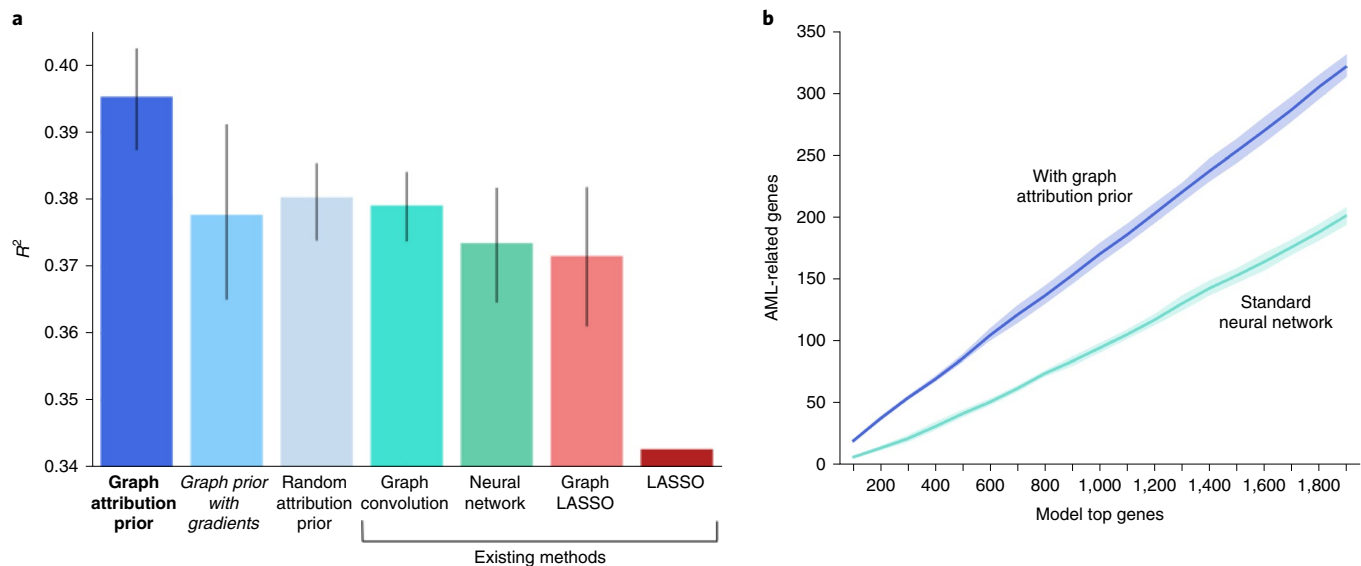 a
R²
0.40
0.39
0.38
0.37
0.36
0.35
0.34
Graph
attribution
prior
Graph prior
with
gradients
Random
attribution
prior
Graph
convolution
Neural
network
Graph
LASSO
LASSO
Existing methods
b
AML-related genes
350
300
250
200
150
100
50
0
With graph
attribution prior
Standard
neural network
200
400
600
800
1,000
1,200
1,400
1,600
1,800
Model top genes